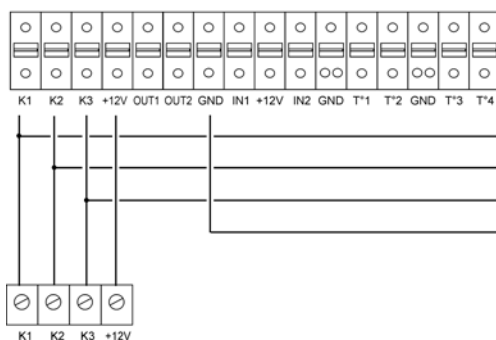 K1 K2 K3 +12V OUT1 OUT2 GND IN1 +12V IN2 GND T°1 T°2 GND T°3 T°4
K1 K2 K3 +12V